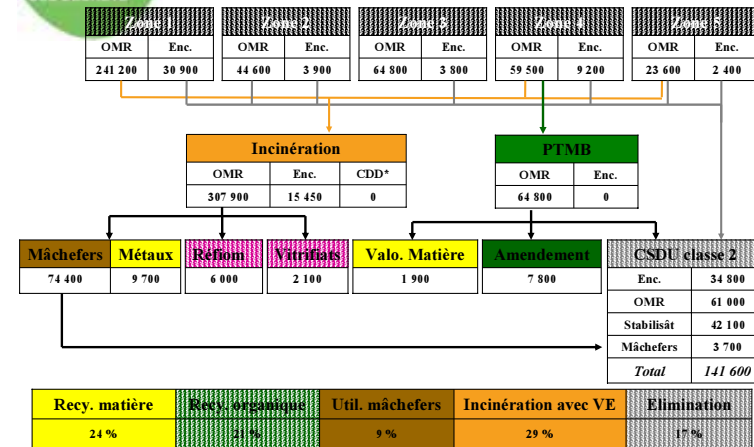 Zone 1 Zone 2 Zone 3 Zone 4 Zone 5
OMR Enc. OMR Enc. OMR Enc. OMR Enc. OMR Enc.
241 200 30 900 44 600 3 900 64 800 3 800 59 500 9 200 23 600 2 400
Incinération PTMB
OMR Enc. CDD* OMR Enc.
307 900 15 450 0 64 800 0
Mâchefers Métaux Réfiom Vitrifiats Valo. Matière Amendement CSDU classe 2
74 400 9 700 6 000 2 100 1 900 7 800 Enc. 34 800
OMR 61 000
Stabilisât 42 100
Mâchefers 3 700
Total 141 600
Recy. matière Recy. organique Util. mâchefers Incinération avec VE Elimination
24 % 21 % 9 % 29 % 17 %